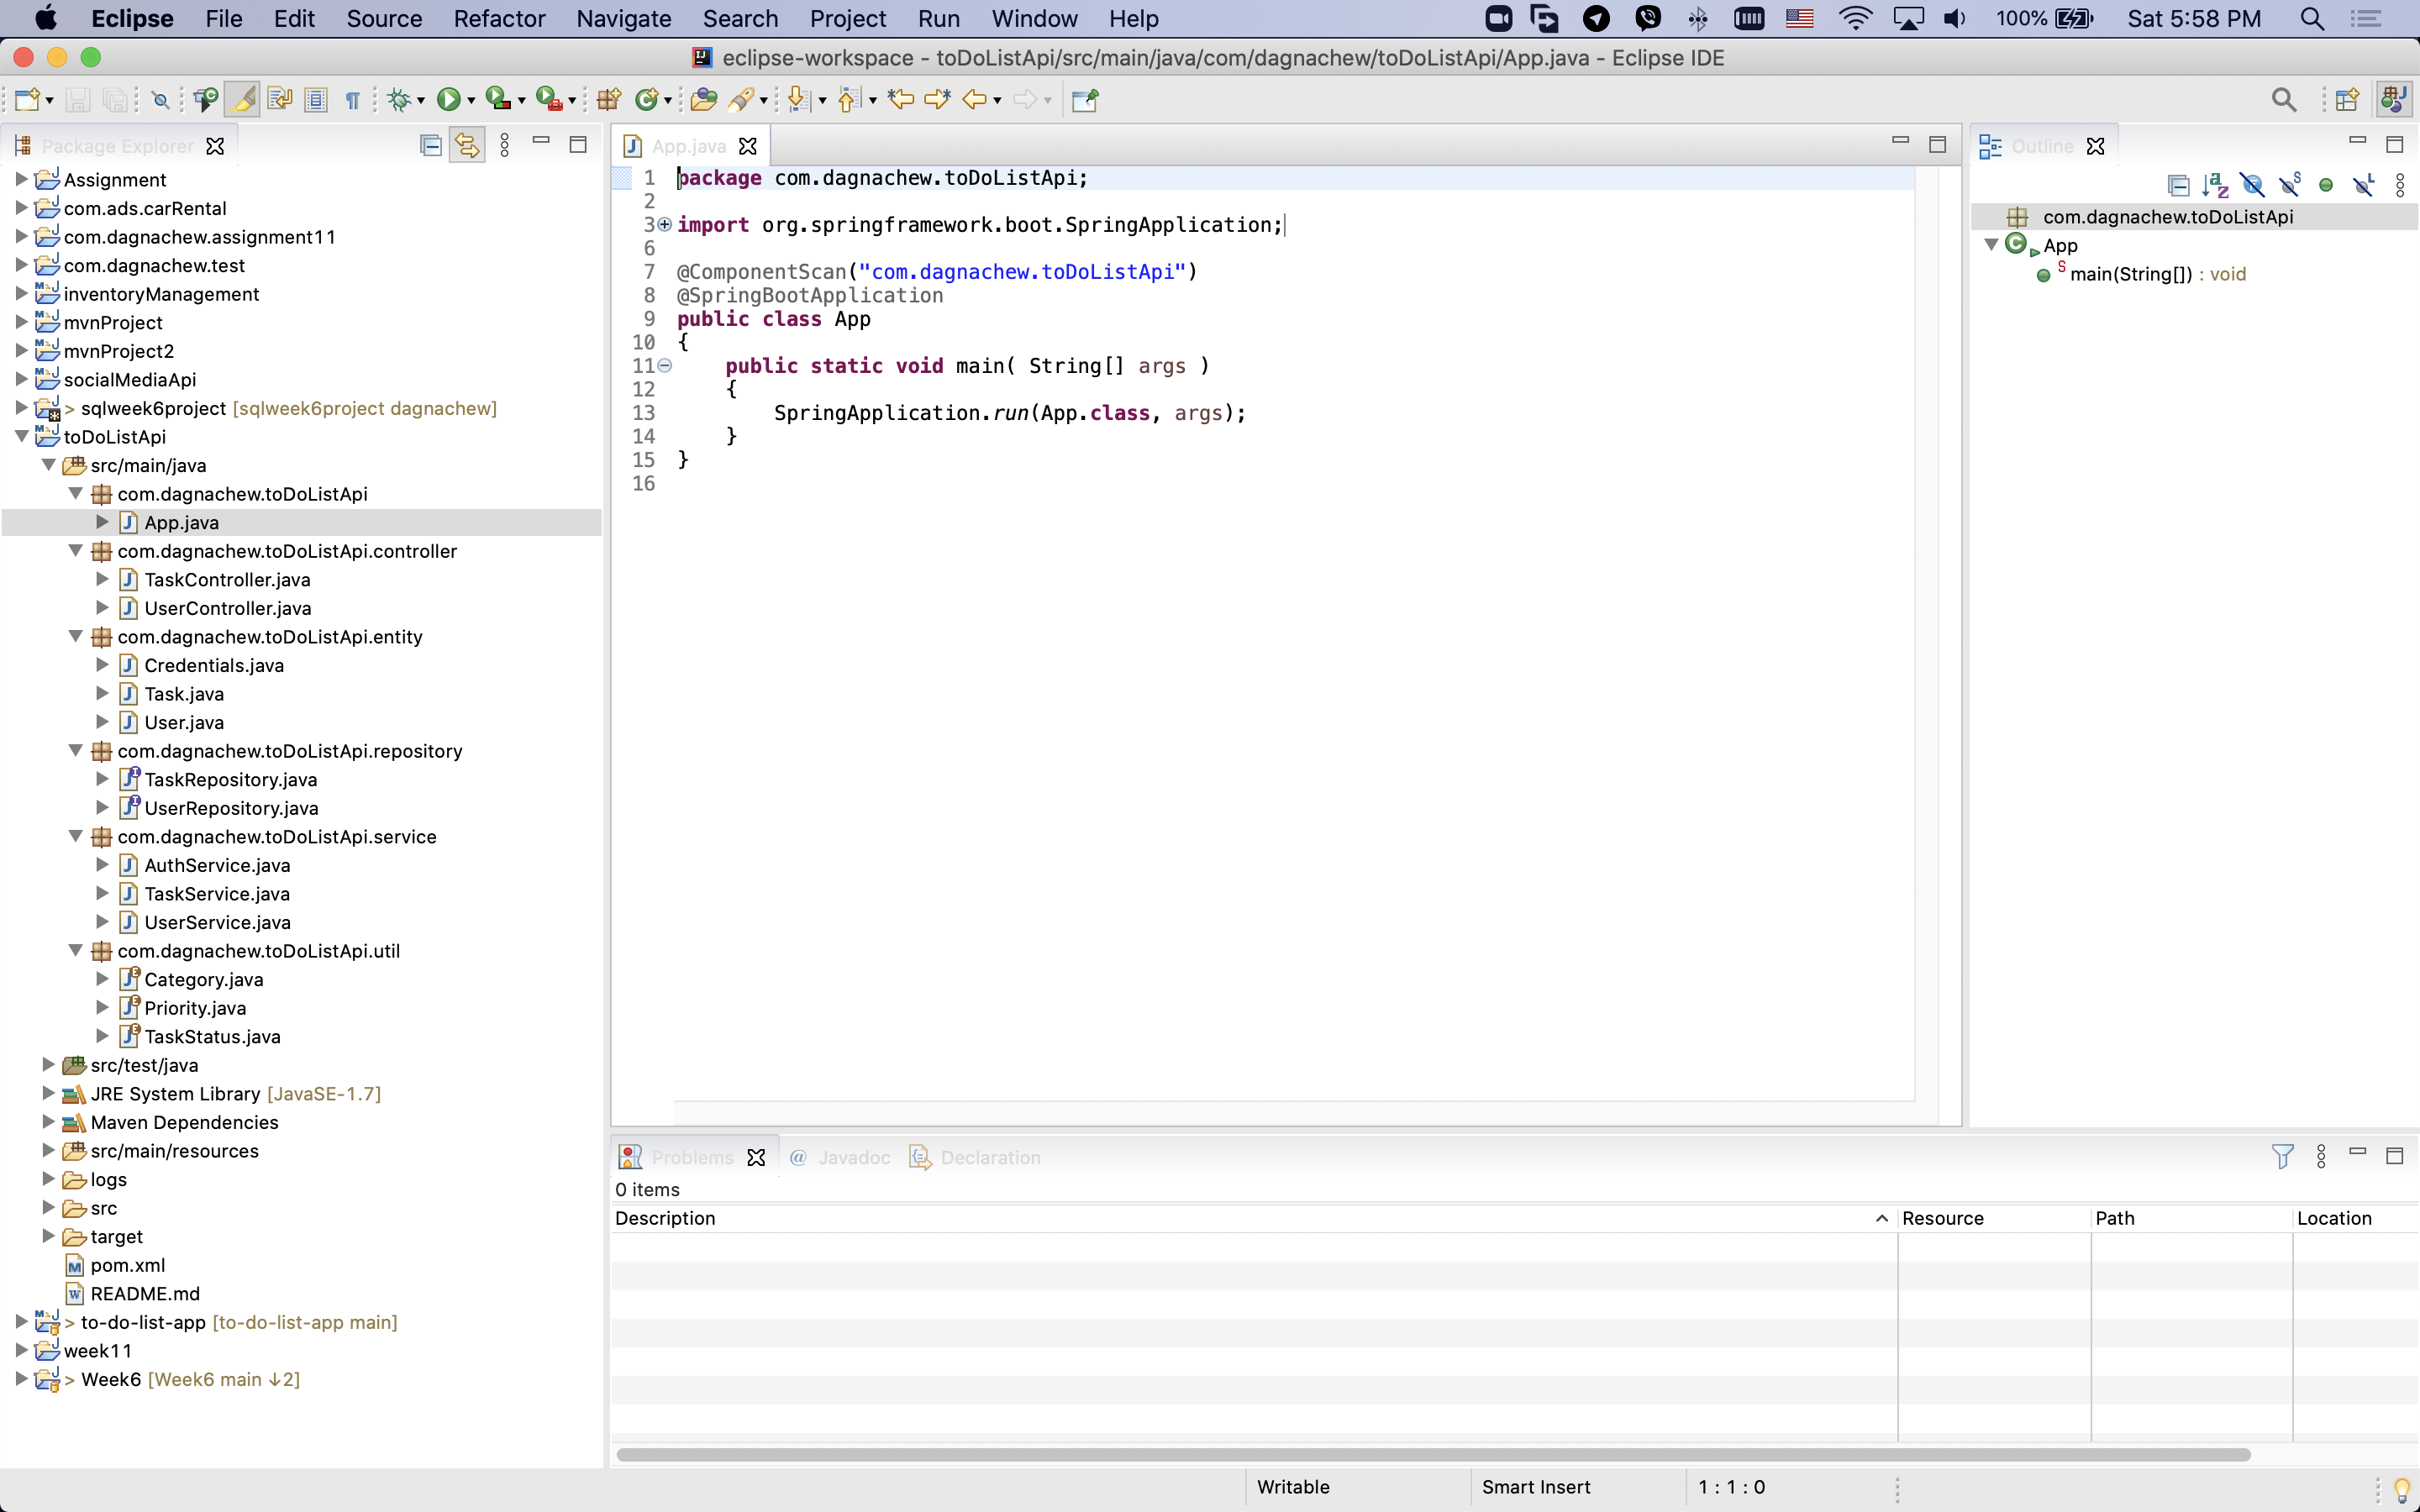 Eclipse File Edit Source Refactor Navigate Search Project Run Window Help 100% Sat 5:58 PM
eclipse-workspace - toDoListApi/src/main/java/com/dagnachew/toDoListApi/App.java - Eclipse IDE
Package Explorer
Assignment
com.ads.carRental
com.dagnachew.assignment11
com.dagnachew.test
inventoryManagement
mvnProject
mvnProject2
socialMediaApi
> sqlweek6project [sqlweek6project dagnachew]
toDoListApi
src/main/java
com.dagnachew.toDoListApi
App.java
com.dagnachew.toDoListApi.controller
TaskController.java
UserController.java
com.dagnachew.toDoListApi.entity
Credentials.java
Task.java
User.java
com.dagnachew.toDoListApi.repository
TaskRepository.java
UserRepository.java
com.dagnachew.toDoListApi.service
AuthService.java
TaskService.java
UserService.java
com.dagnachew.toDoListApi.util
Category.java
Priority.java
TaskStatus.java
src/test/java
JRE System Library [JavaSE-1.7]
Maven Dependencies
src/main/resources
logs
src
target
pom.xml
README.md
> to-do-list-app [to-do-list-app main]
week11
> Week6 [Week6 main ↓2]
App.java
1 package com.dagnachew.toDoListApi;
2
3 import org.springframework.boot.SpringApplication;
6
7 @ComponentScan("com.dagnachew.toDoListApi")
8 @SpringBootApplication
9 public class App
10 {
11 public static void main( String[] args )
12 {
13 SpringApplication.run(App.class, args);
14 }
15 }
16
Outline
com.dagnachew.toDoListApi
App
main(String[]) : void
Problems Javadoc Declaration
0 items
Description Resource Path Location
Writable Smart Insert 1 : 1 : 0